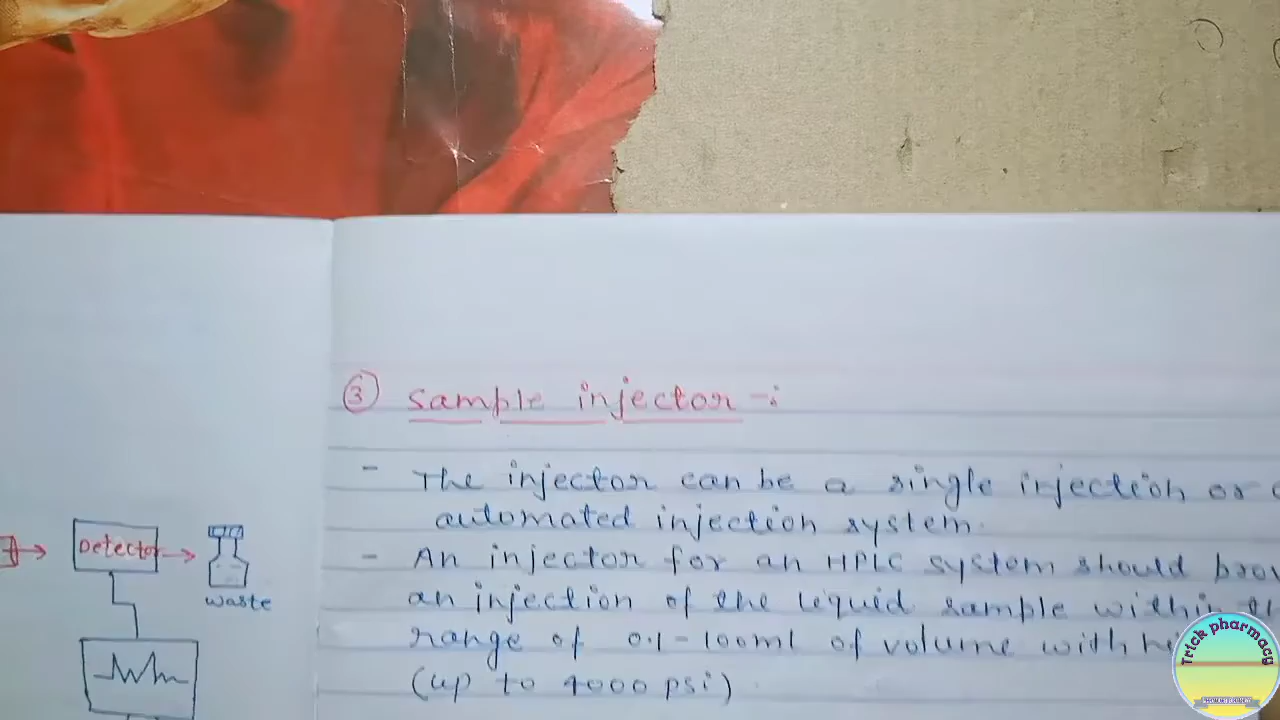 ③ Sample injector -:
- The injector can be a single injection or
automated injection system.
- An injector for an HPLC system should prov
an injection of the liquid sample within th
range of 0.1-100ml of volume with h
(up to 4000 psi)
Detector
waste
Trick pharmacy